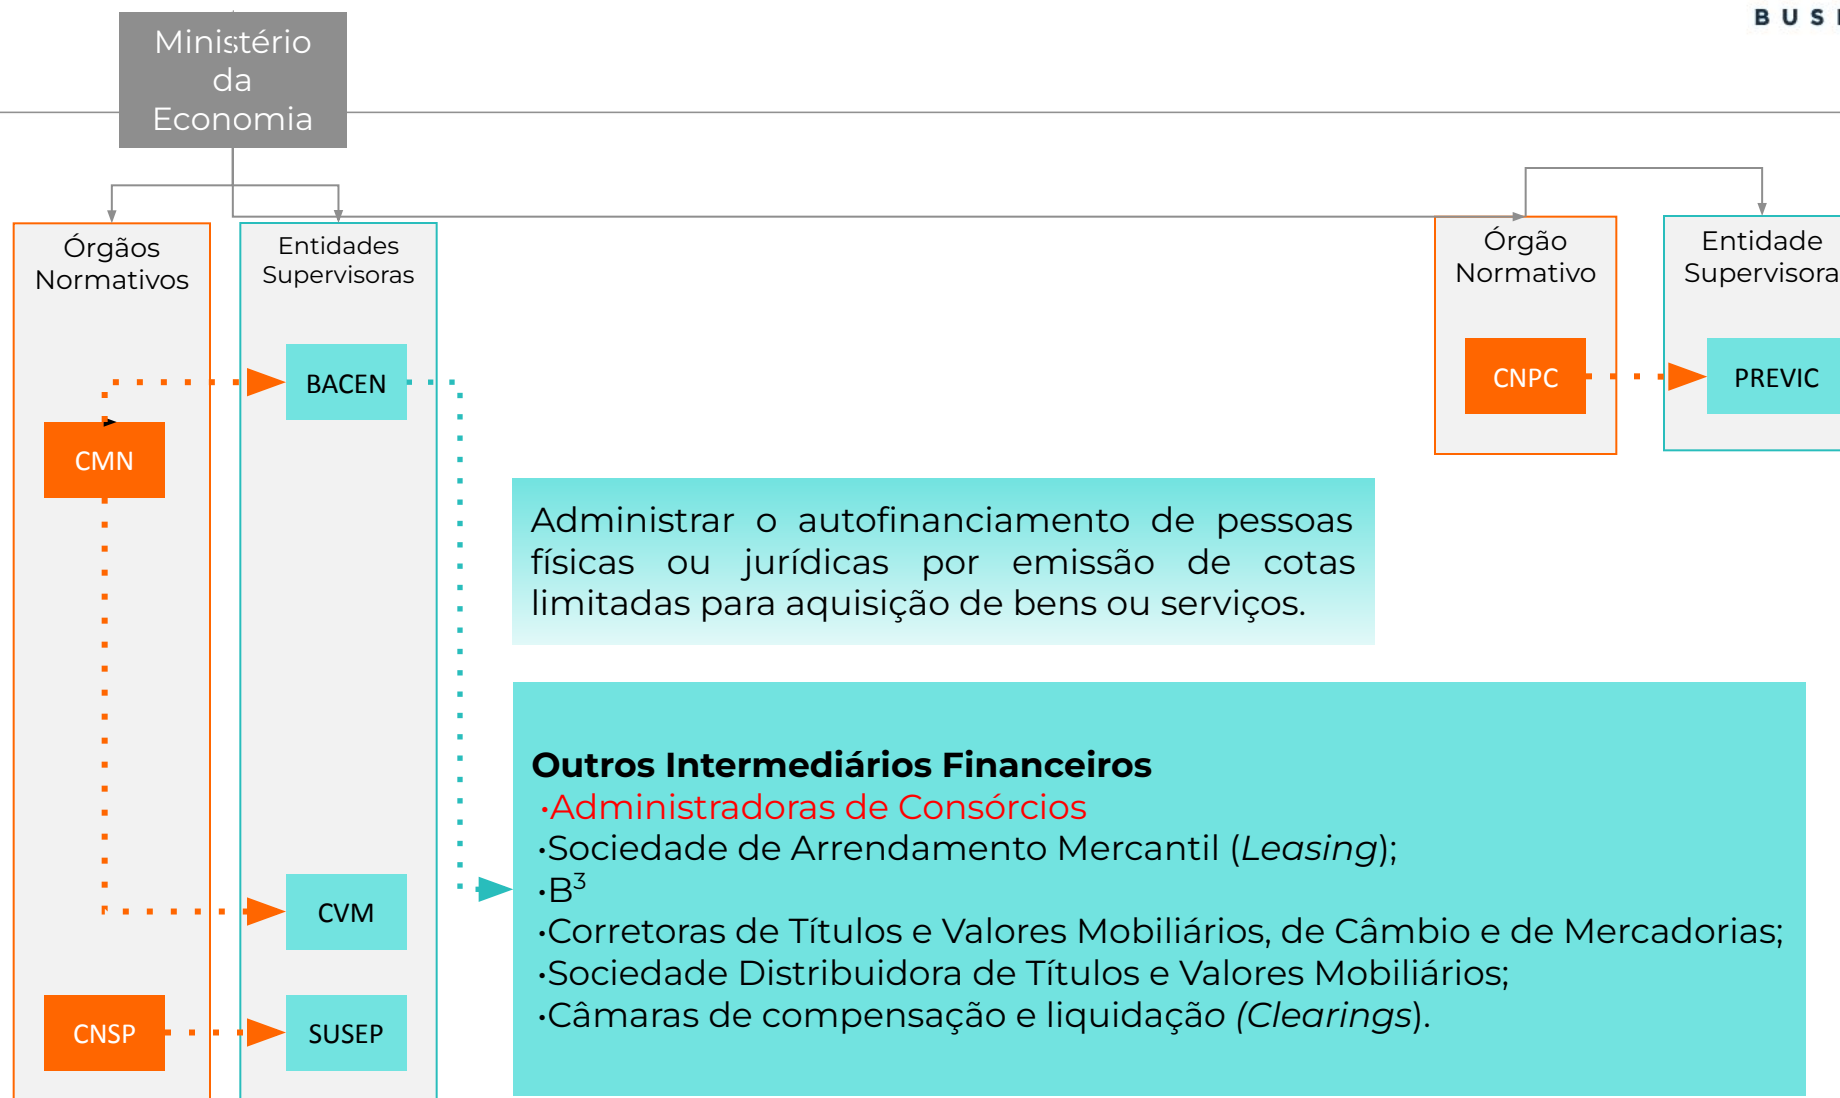 BUSI
Ministério
da
Economia
Órgãos
Normativos
Entidades
Supervisoras
Órgão
Normativo
Entidade
Supervisora
BACEN
CNPC
PREVIC
CMN
Administrar o autofinanciamento de pessoas
físicas ou jurídicas por emissão de cotas
limitadas para aquisição de bens ou serviços.
Outros Intermediários Financeiros
•Administradoras de Consórcios
•Sociedade de Arrendamento Mercantil (Leasing);
•B³
•Corretoras de Títulos e Valores Mobiliários, de Câmbio e de Mercadorias;
•Sociedade Distribuidora de Títulos e Valores Mobiliários;
•Câmaras de compensação e liquidação (Clearings).
CVM
CNSP
SUSEP